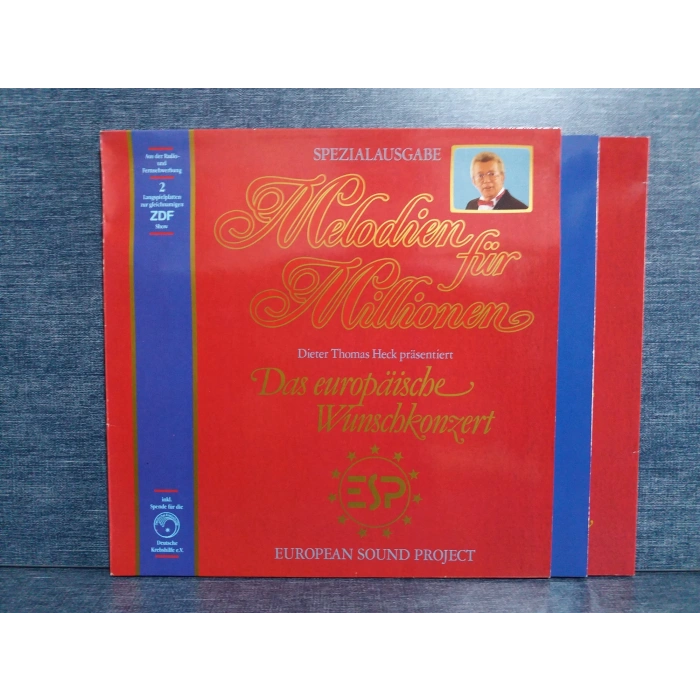 Aus der Radio-
und
Fernsehwerbung
2
Langspielplatten
zur gleichnamigen
ZDF
Show
SPEZIALAUSGABE
Melodien
für
Millionen
Dieter Thomas Heck präsentiert
Das europäische
Wunschkonzert
ESP
EUROPEAN SOUND PROJECT
inkl.
Spende für die
Deutsche
Krebshilfe e.V.